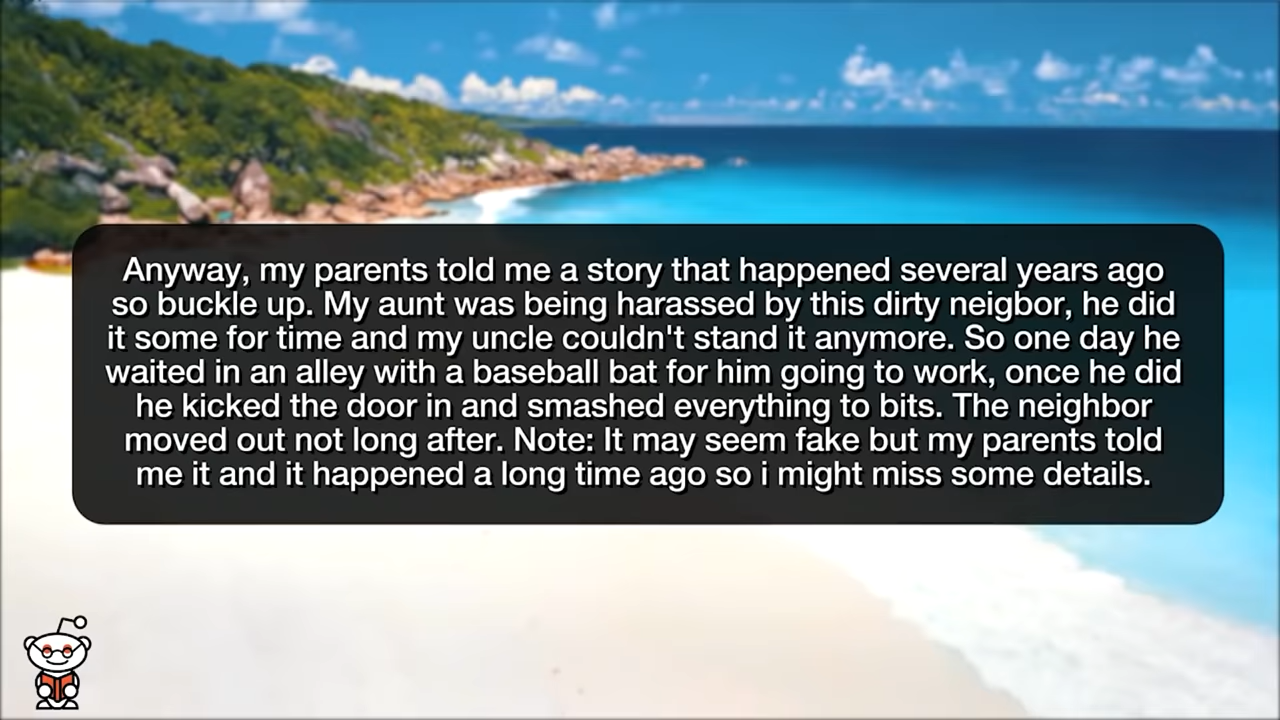 Anyway, my parents told me a story that happened several years ago
so buckle up. My aunt was being harassed by this dirty neigbor, he did
it some for time and my uncle couldn't stand it anymore. So one day he
waited in an alley with a baseball bat for him going to work, once he did
he kicked the door in and smashed everything to bits. The neighbor
moved out not long after. Note: It may seem fake but my parents told
me it and it happened a long time ago so i might miss some details.